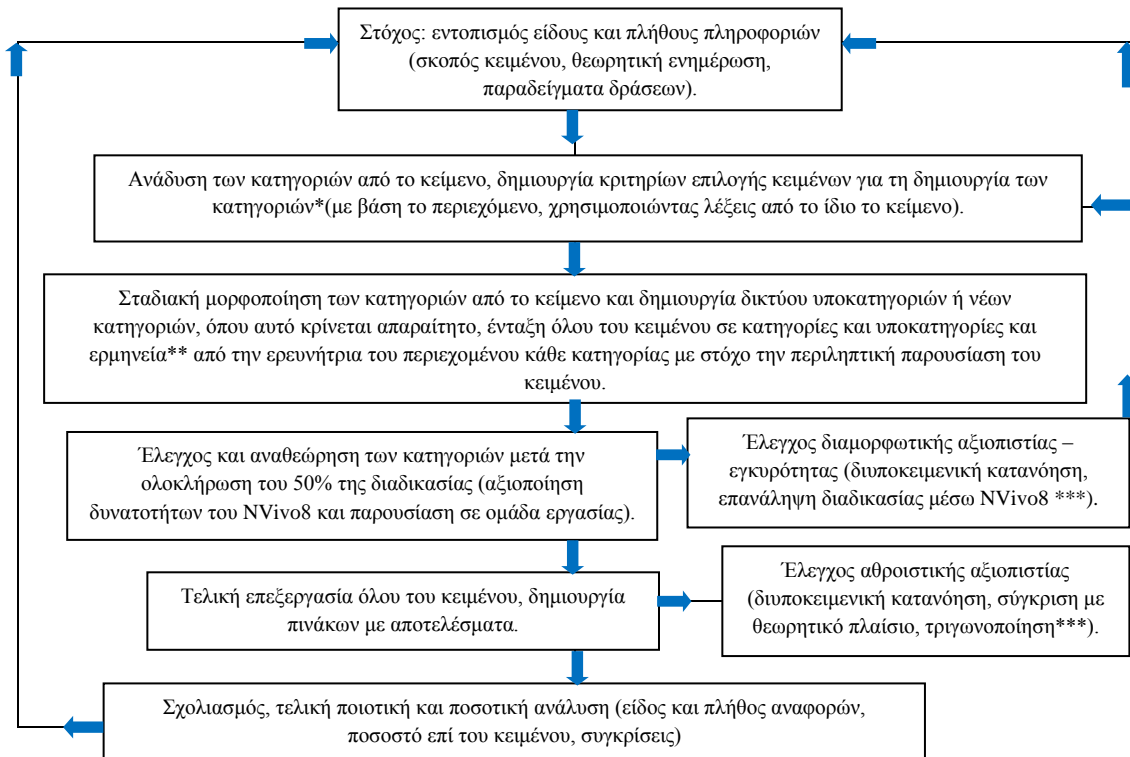 Στόχος: εντοπισμός είδους και πλήθους πληροφοριών
(σκοπός κειμένου, θεωρητική ενημέρωση,
παραδείγματα δράσεων).
Ανάδυση των κατηγοριών από το κείμενο, δημιουργία κριτηρίων επιλογής κειμένων για τη δημιουργία των
κατηγοριών*(με βάση το περιεχόμενο, χρησιμοποιώντας λέξεις από το ίδιο το κείμενο).
Σταδιακή μορφοποίηση των κατηγοριών από το κείμενο και δημιουργία δικτύου υποκατηγοριών ή νέων
κατηγοριών, όπου αυτό κρίνεται απαραίτητο, ένταξη όλου του κειμένου σε κατηγορίες και υποκατηγορίες και
ερμηνεία** από την ερευνήτρια του περιεχομένου κάθε κατηγορίας με στόχο την περιληπτική παρουσίαση του
κειμένου.
Έλεγχος και αναθεώρηση των κατηγοριών μετά την
ολοκλήρωση του 50% της διαδικασίας (αξιοποίηση
δυνατοτήτων του NVivo8 και παρουσίαση σε ομάδα εργασίας).
Έλεγχος διαμορφωτικής αξιοπιστίας –
εγκυρότητας (διυποκειμενική κατανόηση,
επανάληψη διαδικασίας μέσω NVivo8 ***).
Τελική επεξεργασία όλου του κειμένου, δημιουργία
πινάκων με αποτελέσματα.
Έλεγχος αθροιστικής αξιοπιστίας
(διυποκειμενική κατανόηση, σύγκριση με
θεωρητικό πλαίσιο, τριγωνοποίηση***).
Σχολιασμός, τελική ποιοτική και ποσοτική ανάλυση (είδος και πλήθος αναφορών,
ποσοστό επί του κειμένου, συγκρίσεις)